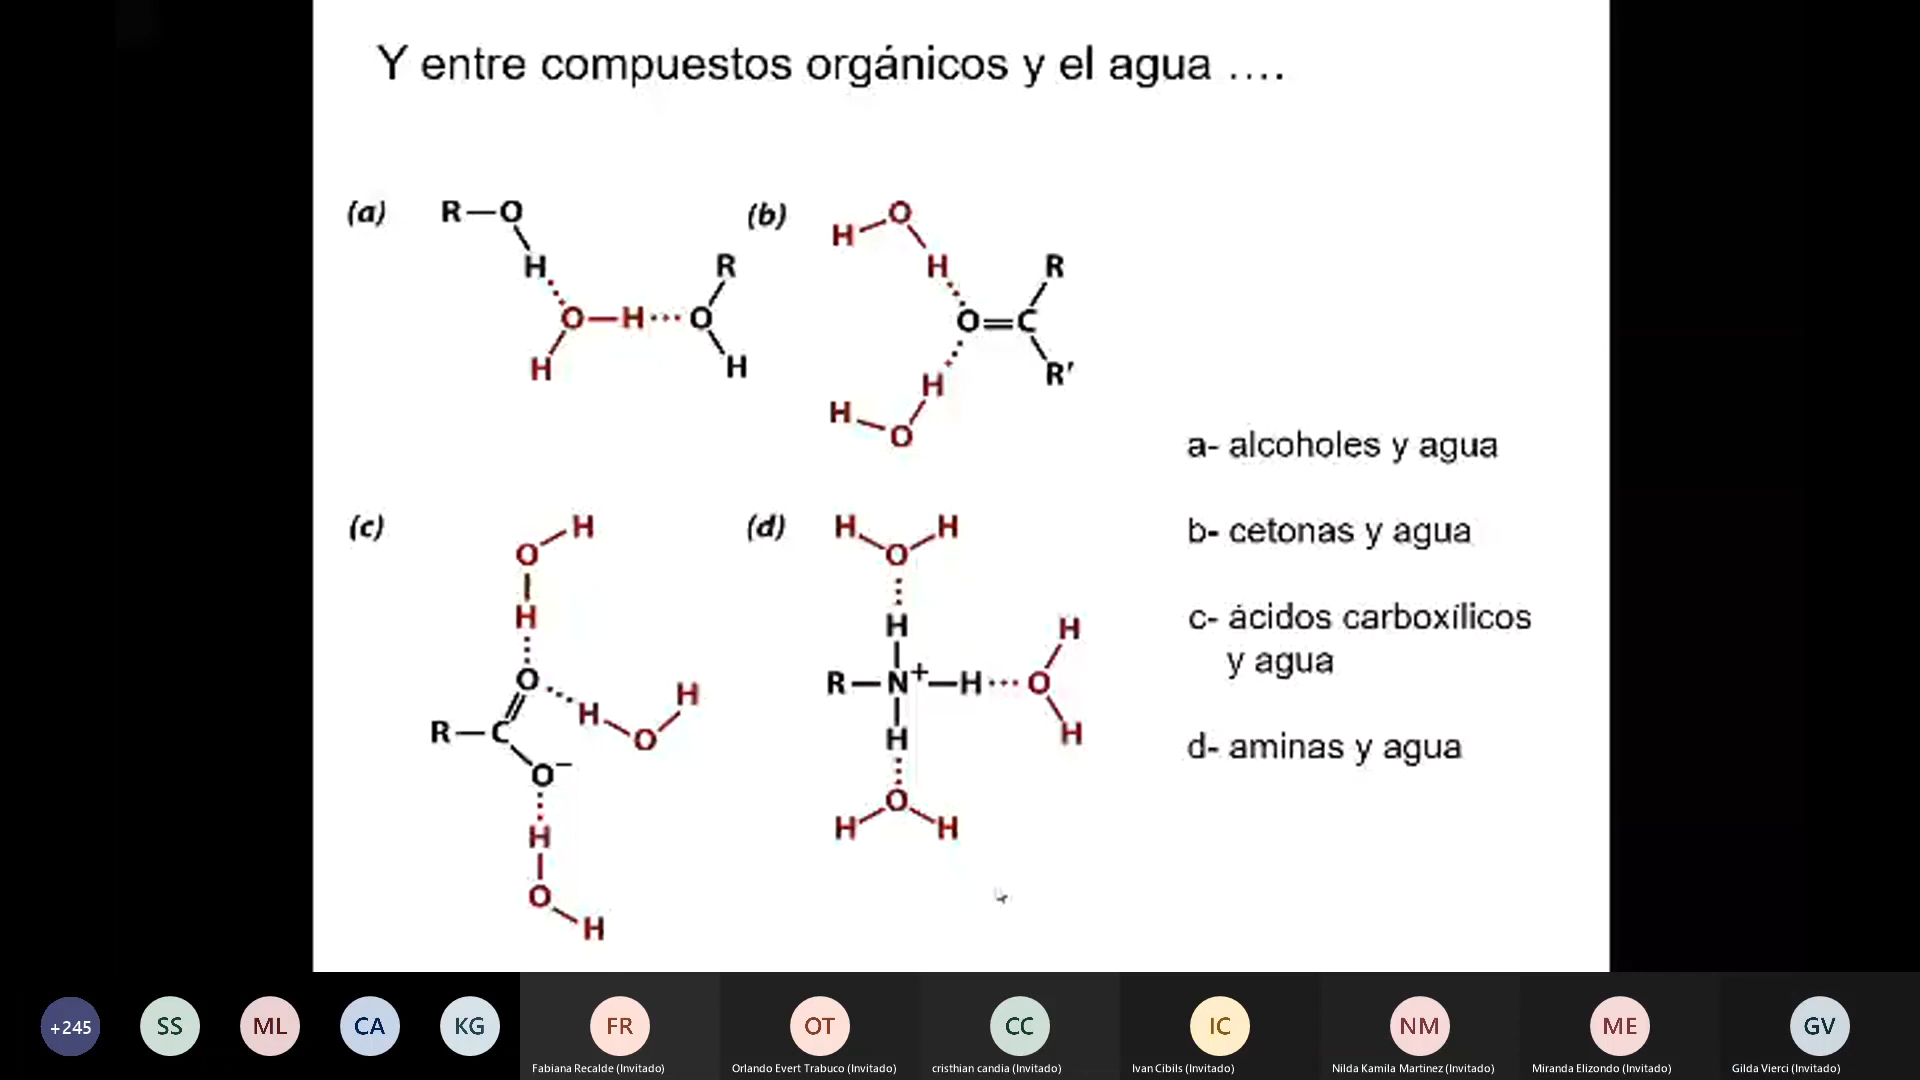 Y entre compuestos orgánicos y el agua ....
(a)
R—O
H
O—H···O
R
H
H
(b)
H
O
H
O=C
R
R′
H
H
O
(c)
O
H
H
O
H
O
H
R—C
O⁻
H
O
H
(d)
H
H
O
H
R—N⁺—H···O
H
H
H
O
H
H
a- alcoholes y agua
b- cetonas y agua
c- ácidos carboxílicos
y agua
d- aminas y agua
+245
SS
ML
CA
KG
FR
OT
CC
IC
NM
ME
GV
Fabiana Recalde (Invitado)
Orlando Evert Trabuco (Invitado)
cristhian candia (Invitado)
Ivan Cibils (Invitado)
Nilda Kamila Martinez (Invitado)
Miranda Elizondo (Invitado)
Gilda Vierci (Invitado)